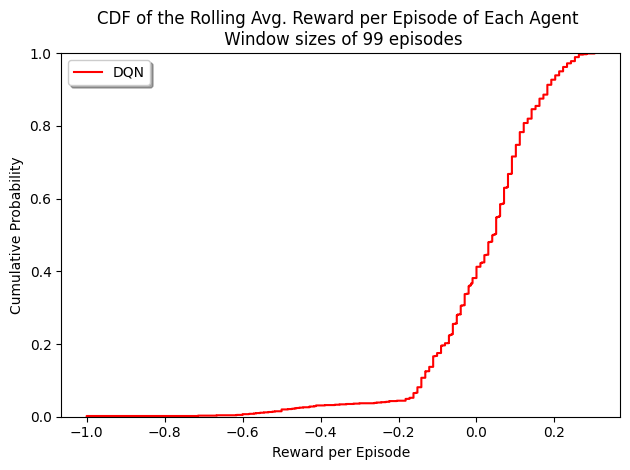 CDF of the Rolling Avg. Reward per Episode of Each Agent
Window sizes of 99 episodes
DQN
Cumulative Probability
1.0
0.8
0.6
0.4
0.2
0.0
−1.0 −0.8 −0.6 −0.4 −0.2 0.0 0.2
Reward per Episode